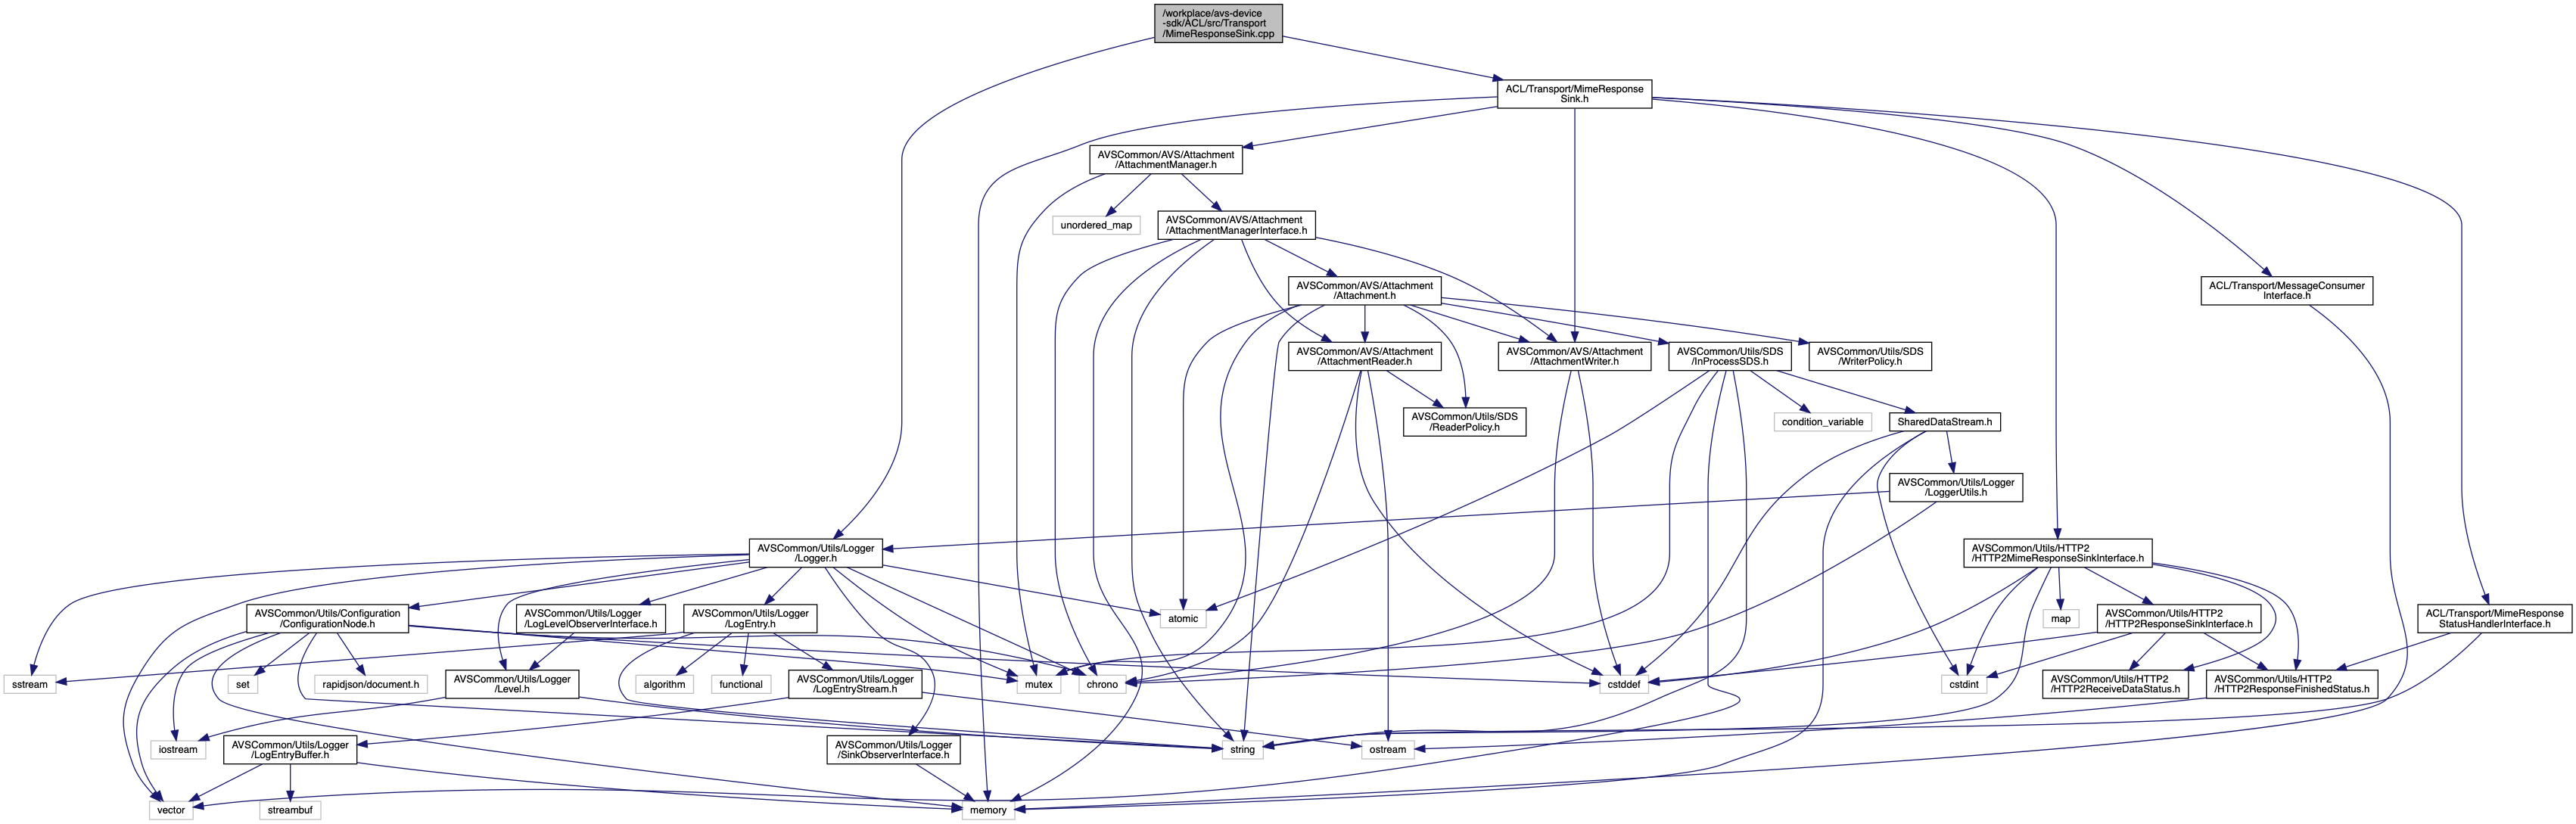 /workplace/avs-device
-sdk/ACL/src/Transport
/MimeResponseSink.cpp
ACL/Transport/MimeResponse
Sink.h
AVSCommon/AVS/Attachment
/AttachmentManager.h
unordered_map
AVSCommon/AVS/Attachment
/AttachmentManagerInterface.h
AVSCommon/AVS/Attachment
/Attachment.h
ACL/Transport/MessageConsumer
Interface.h
AVSCommon/AVS/Attachment
/AttachmentReader.h
AVSCommon/AVS/Attachment
/AttachmentWriter.h
AVSCommon/Utils/SDS
/InProcessSDS.h
AVSCommon/Utils/SDS
/WriterPolicy.h
AVSCommon/Utils/SDS
/ReaderPolicy.h
condition_variable
SharedDataStream.h
AVSCommon/Utils/Logger
/LoggerUtils.h
AVSCommon/Utils/Logger
/Logger.h
AVSCommon/Utils/HTTP2
/HTTP2MimeResponseSinkInterface.h
AVSCommon/Utils/Configuration
/ConfigurationNode.h
AVSCommon/Utils/Logger
/LogLevelObserverInterface.h
AVSCommon/Utils/Logger
/LogEntry.h
atomic
map
AVSCommon/Utils/HTTP2
/HTTP2ResponseSinkInterface.h
ACL/Transport/MimeResponse
StatusHandlerInterface.h
sstream
set
rapidjson/document.h
AVSCommon/Utils/Logger
/Level.h
algorithm
functional
AVSCommon/Utils/Logger
/LogEntryStream.h
mutex
chrono
cstddef
cstdint
AVSCommon/Utils/HTTP2
/HTTP2ReceiveDataStatus.h
AVSCommon/Utils/HTTP2
/HTTP2ResponseFinishedStatus.h
iostream
AVSCommon/Utils/Logger
/LogEntryBuffer.h
AVSCommon/Utils/Logger
/SinkObserverInterface.h
string
ostream
vector
streambuf
memory